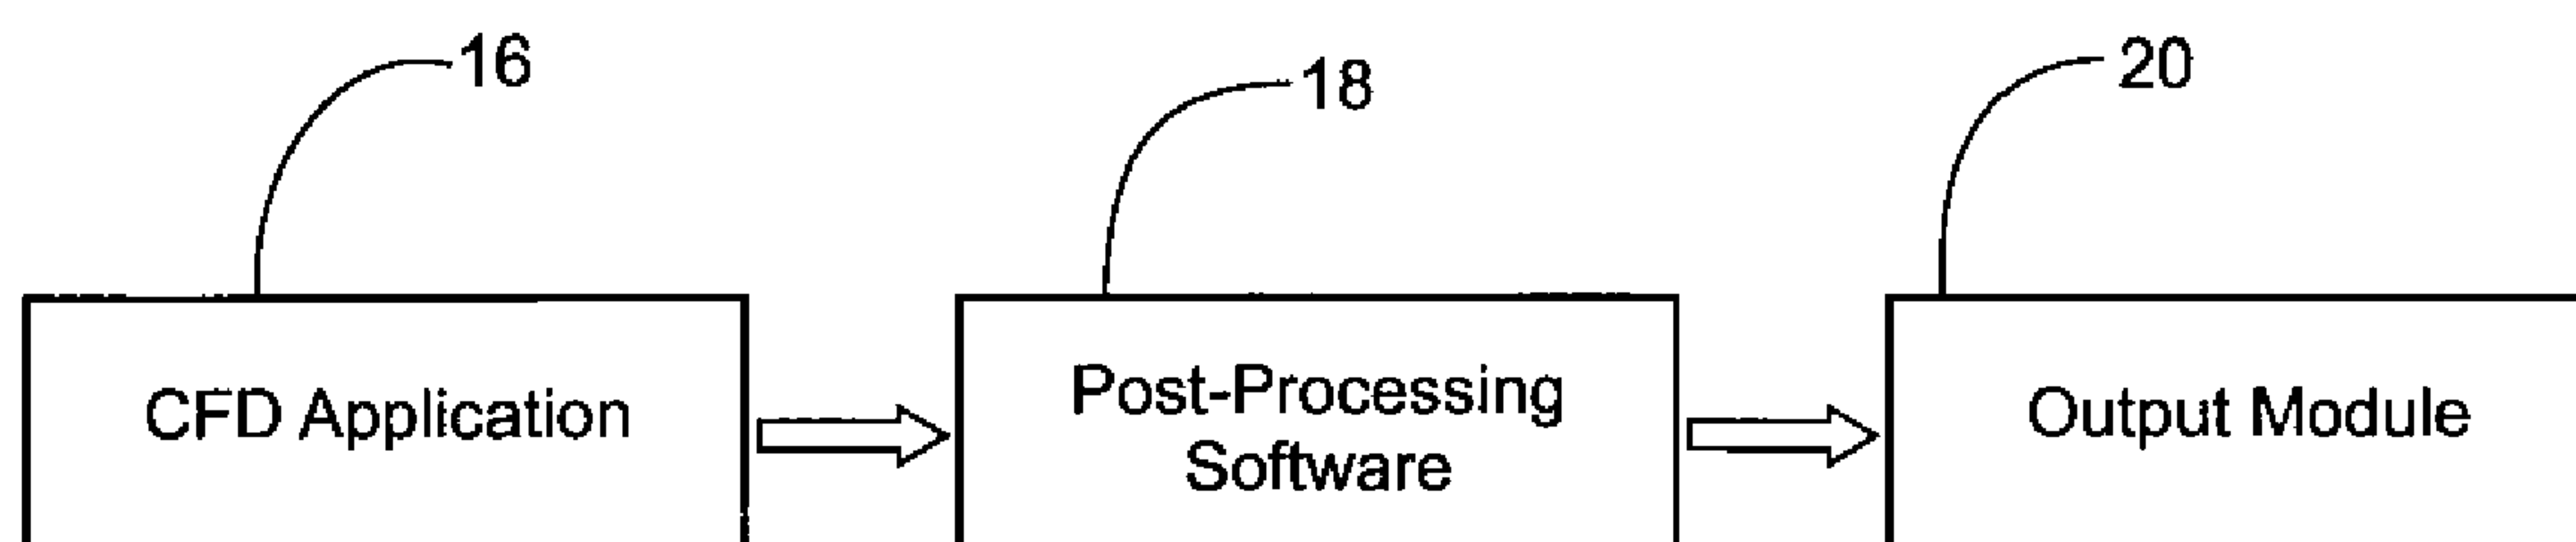 16
18
20
CFD Application
Post-Processing
Software
Output Module